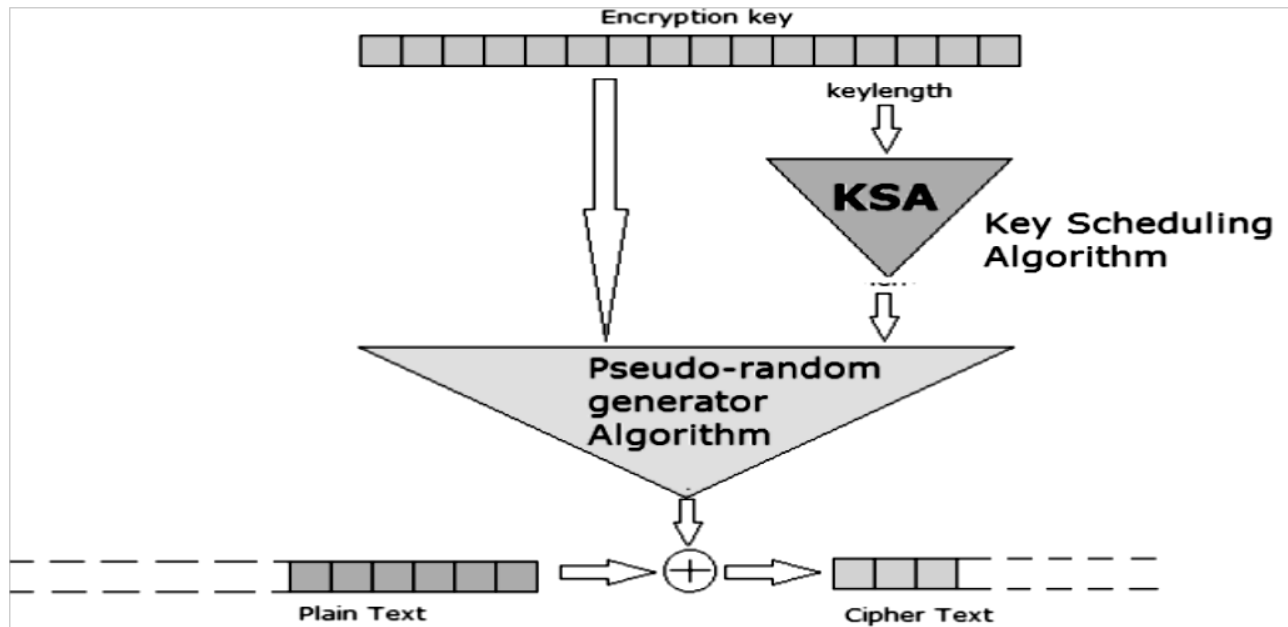 Encryption key
keylength
KSA
Key Scheduling
Algorithm
Pseudo-random
generator
Algorithm
Plain Text
Cipher Text